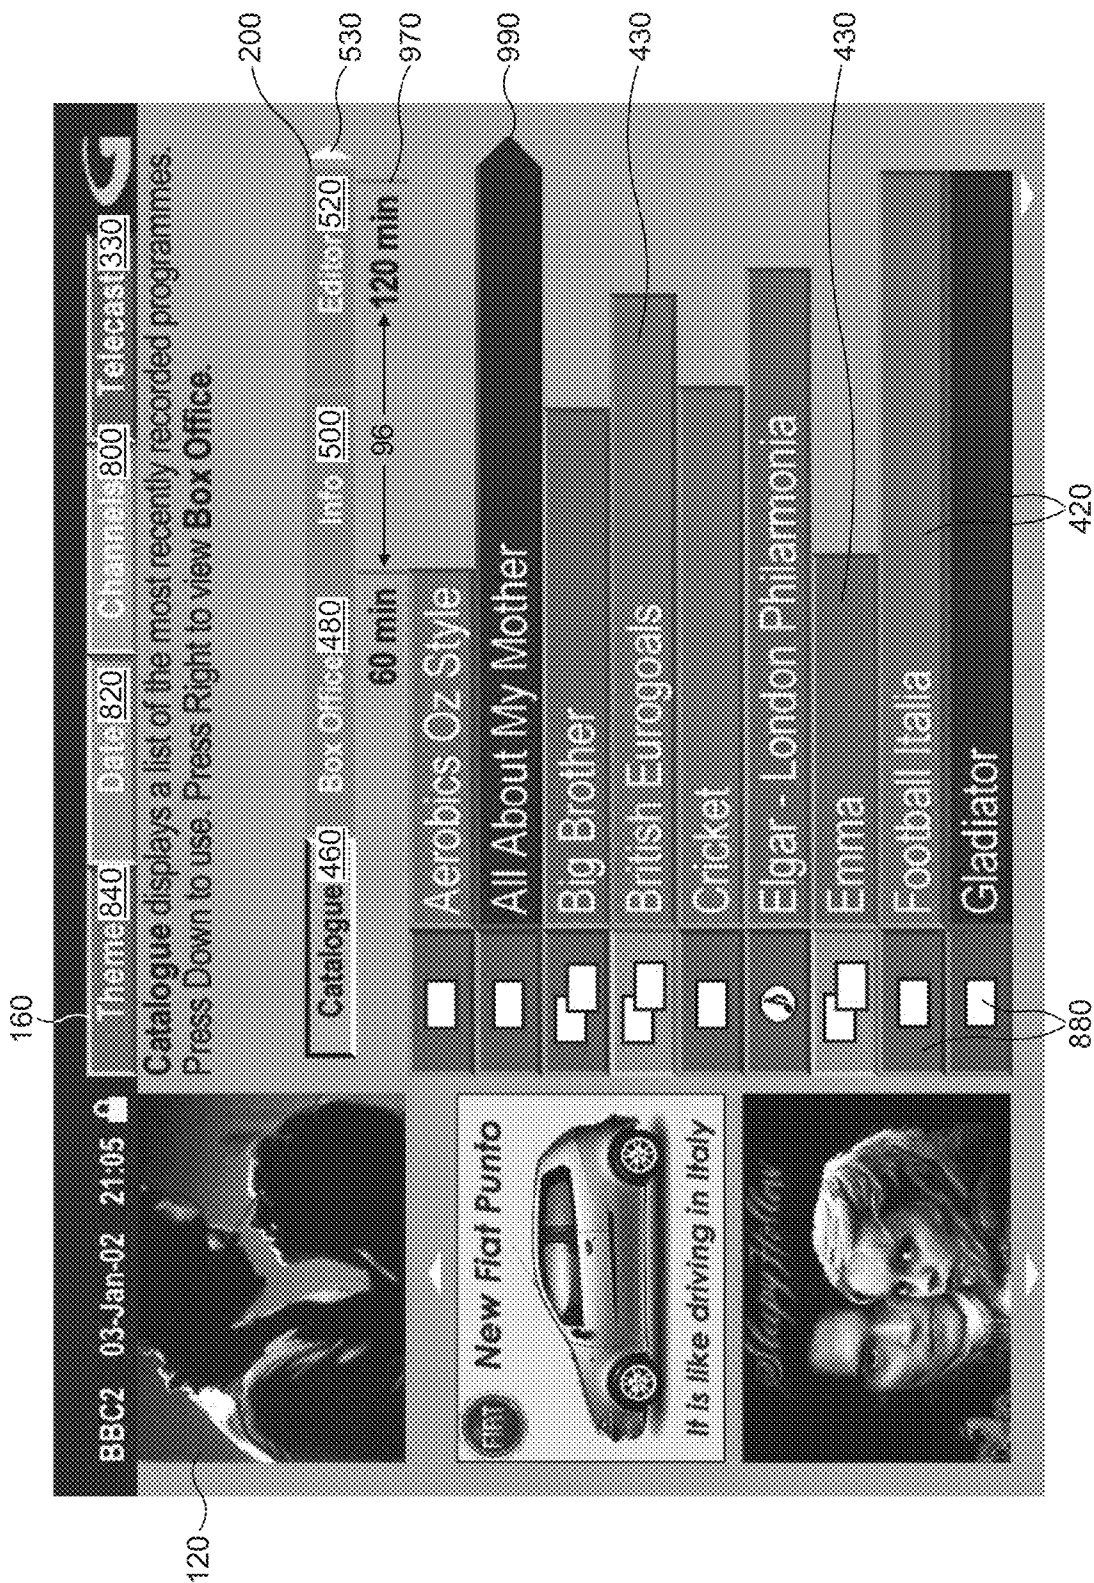 160
BBC2 03-Jan-02 21:05
Theme 840 Date 820 Channels 800 Telecast 330
Catalogue displays a list of the most recently recorded programmes.
Press Down to use. Press Right to view Box Office.
120
200
Catalogue 460 Box Office 480 Info 500 Editor 520
530
60 min 96 120 min
970
Aerobics Oz Style
FIAT New Fiat Punto
All About My Mother
990
Big Brother
British Eurogoals
430
It is like driving in Italy
Cricket
Elgar - London Philarmonia
Emma
430
Football Italia
Gladiator
880
420